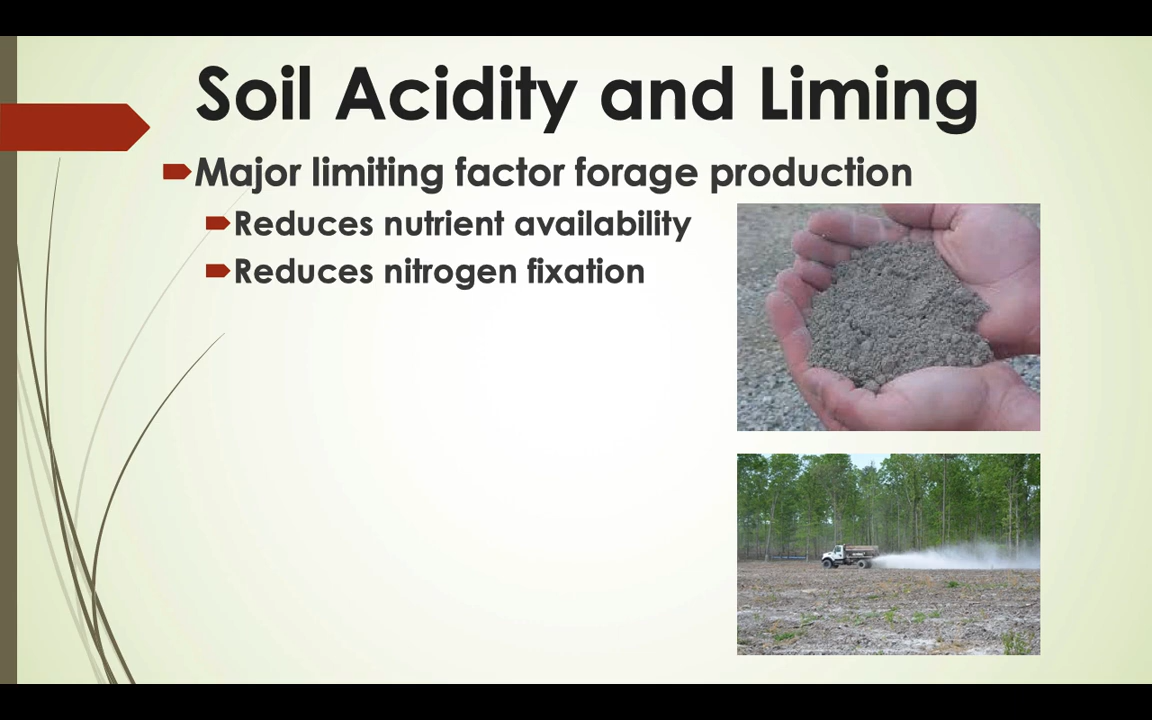 Soil Acidity and Liming
Major limiting factor forage production
Reduces nutrient availability
Reduces nitrogen fixation